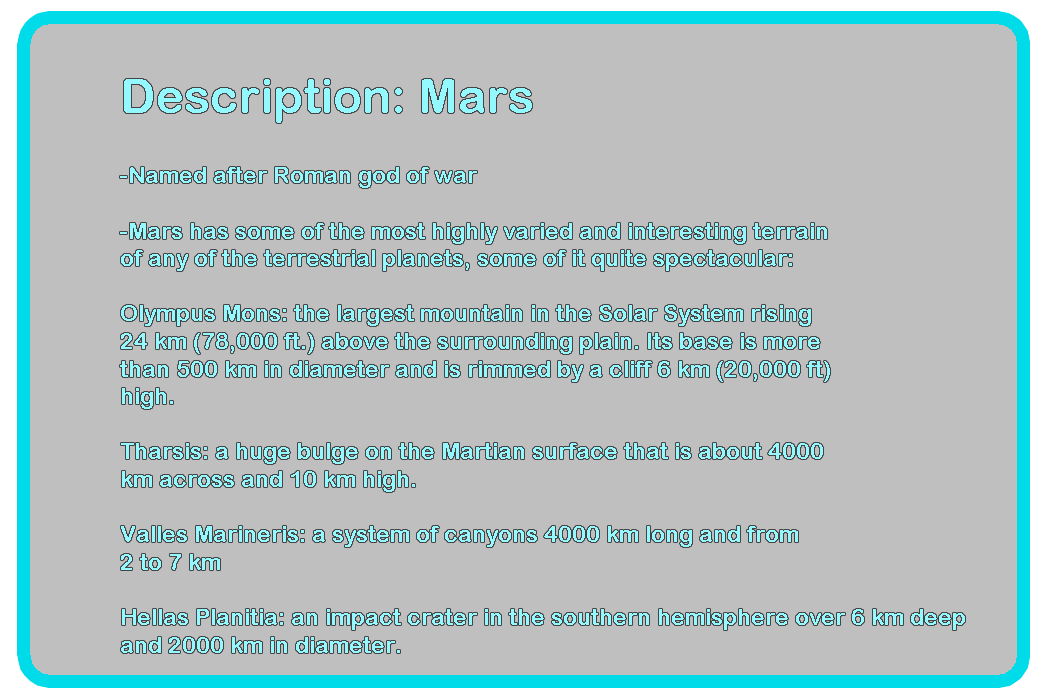 Description: Mars
-Named after Roman god of war
-Mars has some of the most highly varied and interesting terrain
of any of the terrestrial planets, some of it quite spectacular:
Olympus Mons: the largest mountain in the Solar System rising
24 km (78,000 ft.) above the surrounding plain. Its base is more
than 500 km in diameter and is rimmed by a cliff 6 km (20,000 ft)
high.
Tharsis: a huge bulge on the Martian surface that is about 4000
km across and 10 km high.
Valles Marineris: a system of canyons 4000 km long and from
2 to 7 km
Hellas Planitia: an impact crater in the southern hemisphere over 6 km deep
and 2000 km in diameter.